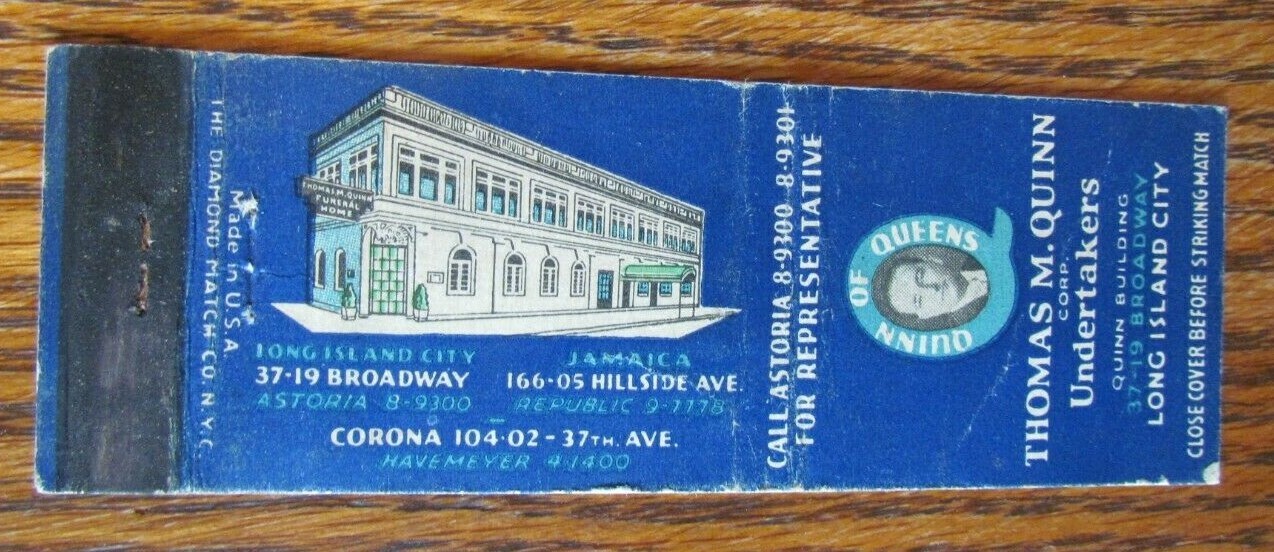 THE DIAMOND MATCH CO. N.Y.C.
Made in U.S.A.
THOMAS M. QUINN
FUNERAL
HOME
LONG ISLAND CITY
37-19 BROADWAY
ASTORIA 8-9300
JAMAICA
166-05 HILLSIDE AVE.
REPUBLIC 9-7778
CORONA 104-02 - 37TH. AVE.
HAVEMEYER 4-1400
CALL ASTORIA 8-9300 8-9301
FOR REPRESENTATIVE
QUINN OF QUEENS
THOMAS M. QUINN
CORP.
Undertakers
QUINN BUILDING
37-19 BROADWAY
LONG ISLAND CITY
CLOSE COVER BEFORE STRIKING MATCH